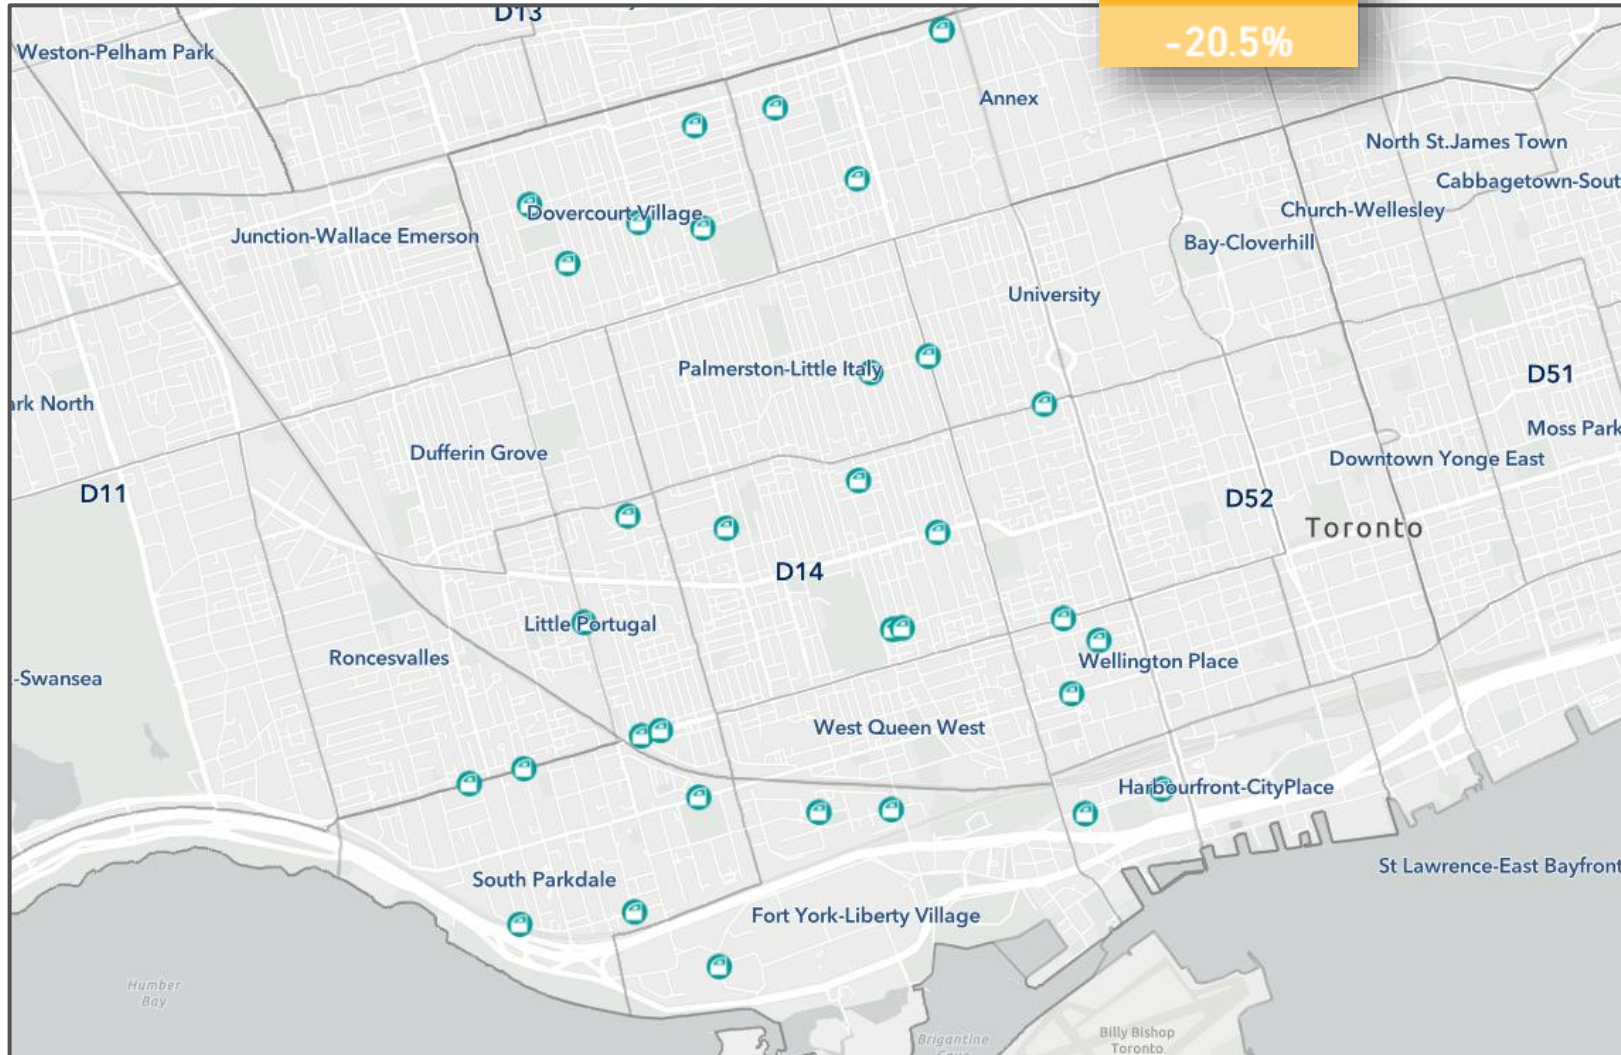 D13
-20.5%
Weston-Pelham Park
Annex
North St.James Town
Cabbagetown-Sout
Church-Wellesley
Dovercourt Village
Junction-Wallace Emerson
Bay-Cloverhill
University
Palmerston-Little Italy
D51
ark North
Moss Park
Dufferin Grove
Downtown Yonge East
D11
D52
Toronto
D14
Little Portugal
Roncesvalles
Wellington Place
-Swansea
West Queen West
Harbourfront-CityPlace
St Lawrence-East Bayfront
South Parkdale
Fort York-Liberty Village
Humber
Bay
Brigantine
Billy Bishop
Toronto